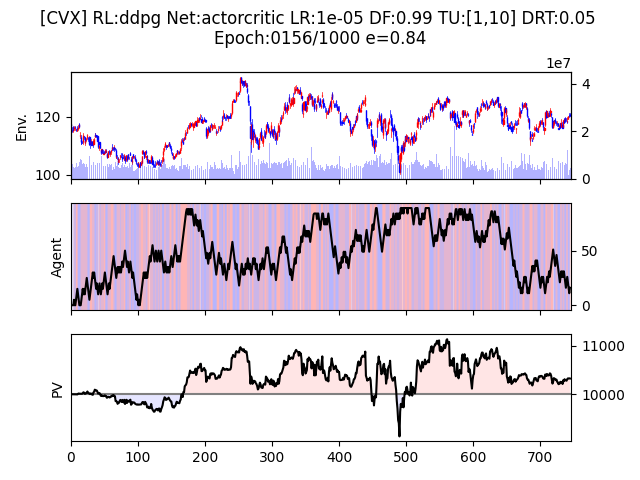 [CVX] RL:ddpg Net:actorcritic LR:1e-05 DF:0.99 TU:[1,10] DRT:0.05
Epoch:0156/1000 e=0.84
1e7
Env.
120
100
4
2
0
Agent
50
0
PV
11000
10000
0
100
200
300
400
500
600
700